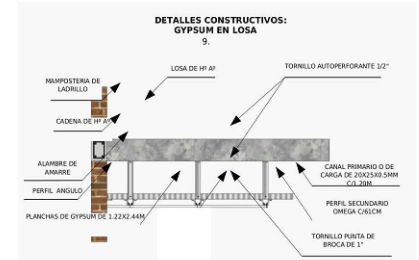 DETALLES CONSTRUCTIVOS:
GYPSUM EN LOSA
9.
LOSA DE Hº Aº
TORNILLO AUTOPERFORANTE 1/2"
MAMPOSTERIA DE
LADRILLO
CADENA DE Hº Aº
ALAMBRE DE
AMARRE
PERFIL ANGULO
PLANCHAS DE GYPSUM DE 1.22X2.44M
CANAL PRIMARIO O DE
CARGA DE 20X25X0.5MM
C/1.20M
PERFIL SECUNDARIO
OMEGA C/61CM
TORNILLO PUNTA DE
BROCA DE 1"